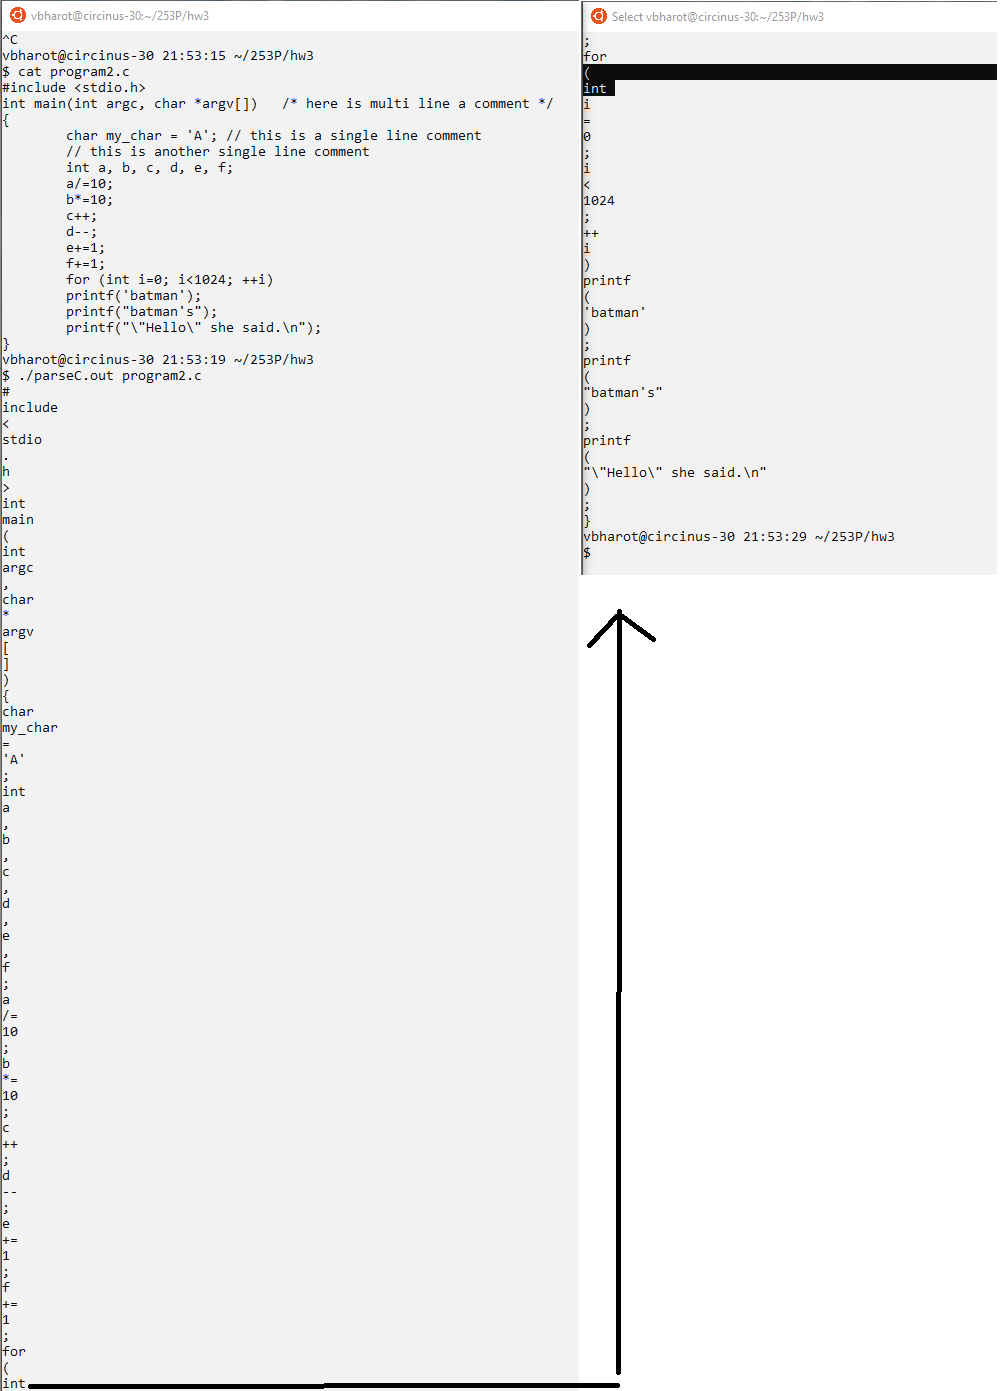 vbharot@circinus-30:~/253P/hw3
^C
vbharot@circinus-30 21:53:15 ~/253P/hw3
$ cat program2.c
#include <stdio.h>
int main(int argc, char *argv[])   /* here is multi line a comment */
{
        char my_char = 'A'; // this is a single line comment
        // this is another single line comment
        int a, b, c, d, e, f;
        a/=10;
        b*=10;
        c++;
        d--;
        e+=1;
        f+=1;
        for (int i=0; i<1024; ++i)
        printf('batman');
        printf("batman's");
        printf("\"Hello\" she said.\n");
}
vbharot@circinus-30 21:53:19 ~/253P/hw3
$ ./parseC.out program2.c
#
include
<
stdio
.
h
>
int
main
(
int
argc
,
char
*
argv
[
]
)
{
char
my_char
=
'A'
;
int
a
,
b
,
c
,
d
,
e
,
f
;
a
/=
10
;
b
*=
10
;
c
++
;
d
--
;
e
+=
1
;
f
+=
1
;
for
(
int
Select vbharot@circinus-30:~/253P/hw3
;
for
(
int
i
=
0
;
i
<
1024
;
++
i
)
printf
(
'batman'
)
;
printf
(
"batman's"
)
;
printf
(
"\"Hello\" she said.\n"
)
;
}
vbharot@circinus-30 21:53:29 ~/253P/hw3
$